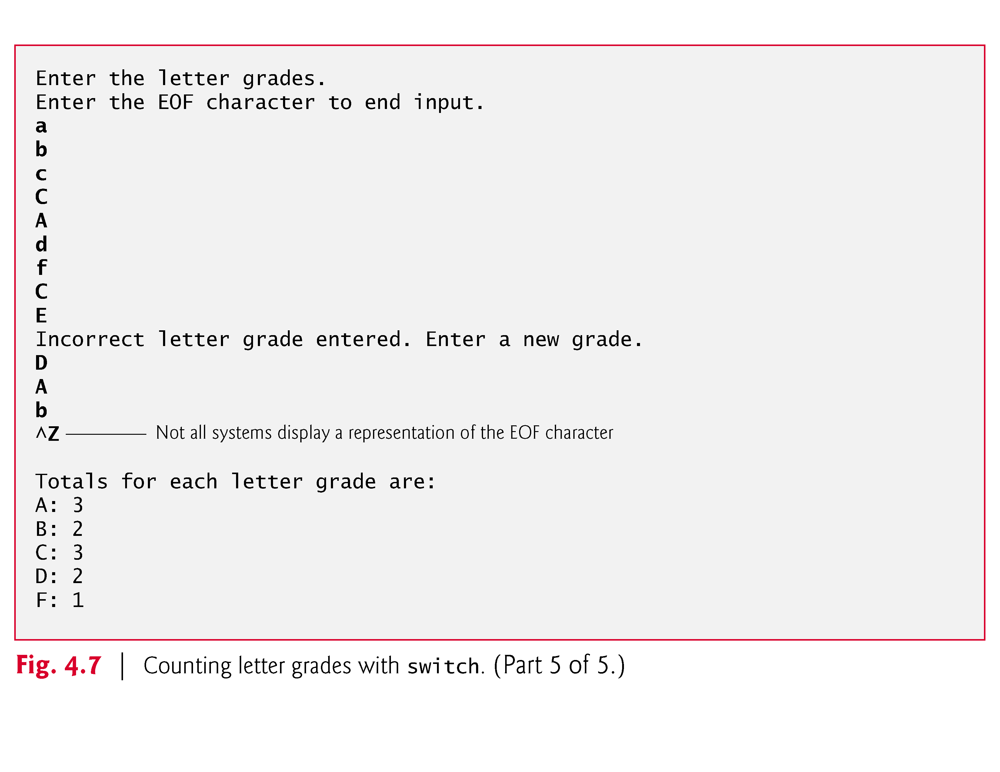 Enter the letter grades.
Enter the EOF character to end input.
a
b
c
C
A
d
f
C
E
Incorrect letter grade entered. Enter a new grade.
D
A
b
^Z Not all systems display a representation of the EOF character
Totals for each letter grade are:
A: 3
B: 2
C: 3
D: 2
F: 1
Fig. 4.7 | Counting letter grades with switch. (Part 5 of 5.)